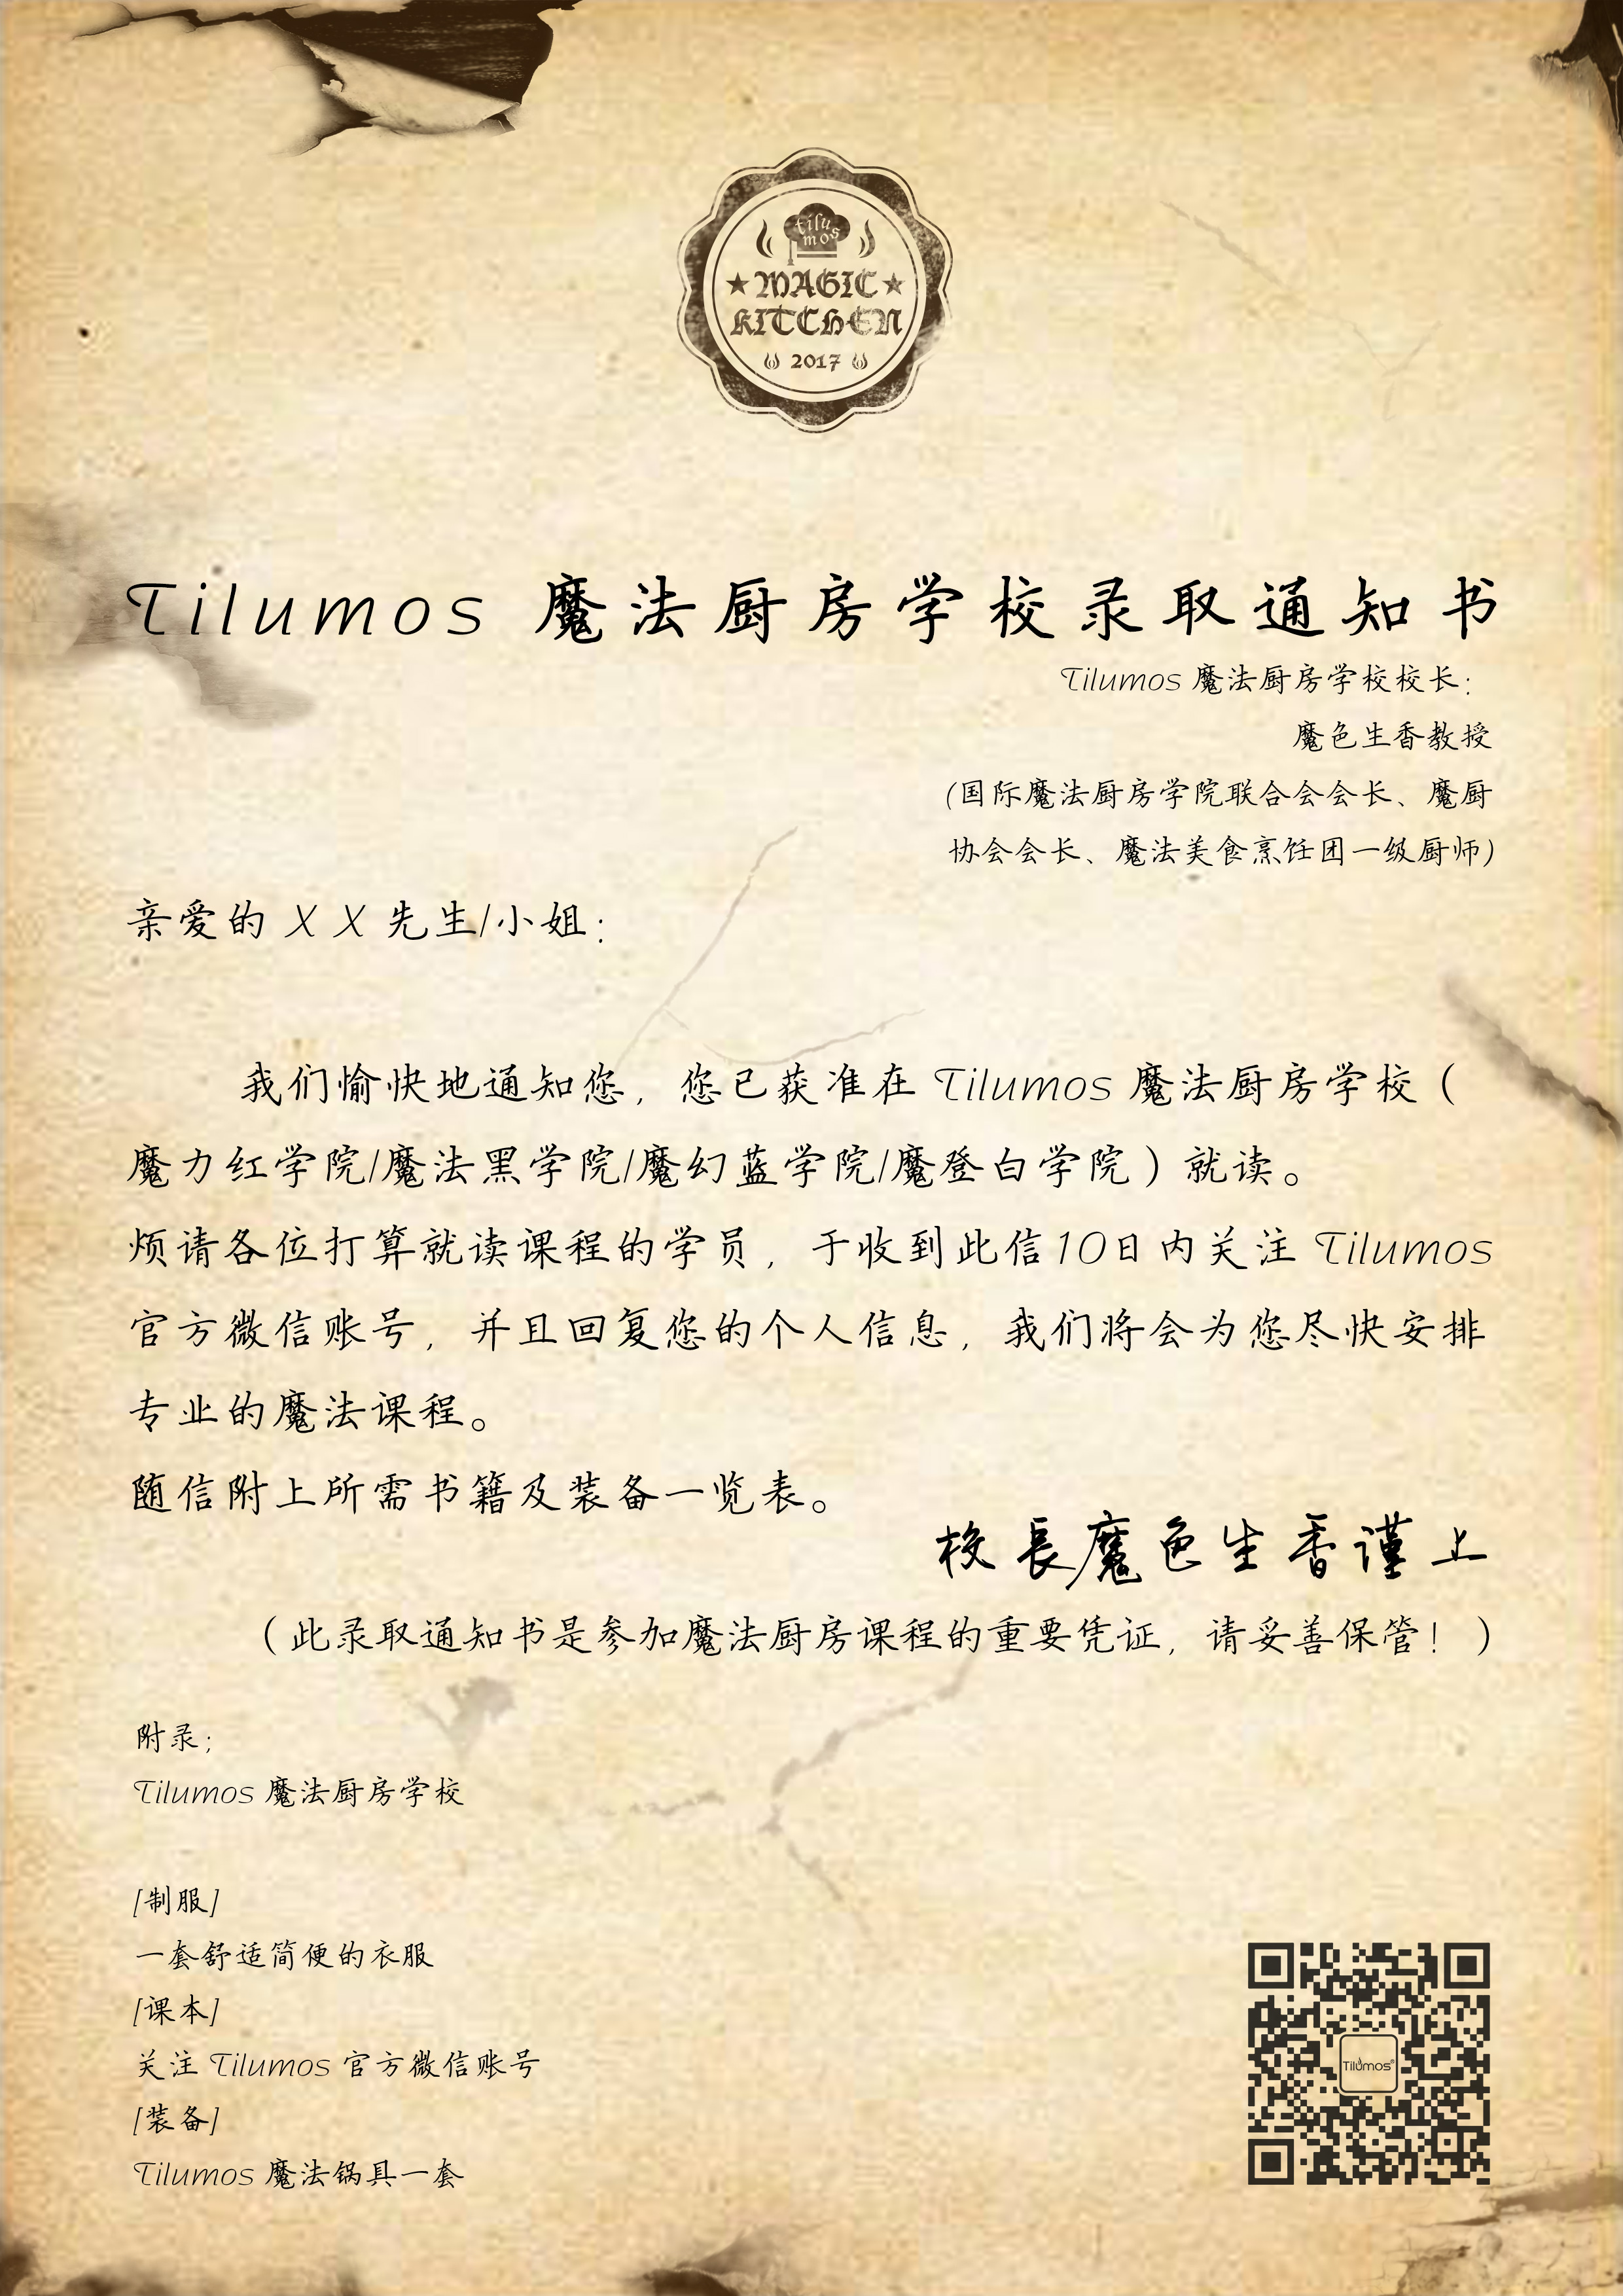 tilu
mos
MAGIC
KITCHEN
2017
Tilumos 魔法厨房学校录取通知书
Tilumos 魔法厨房学校校长:
魔色生香教授
(国际魔法厨房学院联合会会长、魔厨
协会会长、魔法美食烹饪团一级厨师)
亲爱的 X X 先生/小姐:
我们愉快地通知您，您已获准在 Tilumos 魔法厨房学校（
魔力红学院/魔法黑学院/魔幻蓝学院/魔登白学院）就读。
烦请各位打算就读课程的学员，于收到此信10日内关注 Tilumos
官方微信账号，并且回复您的个人信息，我们将会为您尽快安排
专业的魔法课程。
随信附上所需书籍及装备一览表。
校長魔色生香谨上
（此录取通知书是参加魔法厨房课程的重要凭证，请妥善保管！）
附录;
Tilumos 魔法厨房学校
[制服]
一套舒适简便的衣服
[课本]
关注 Tilumos 官方微信账号
[装备]
Tilumos 魔法锅具一套
Tilumos®